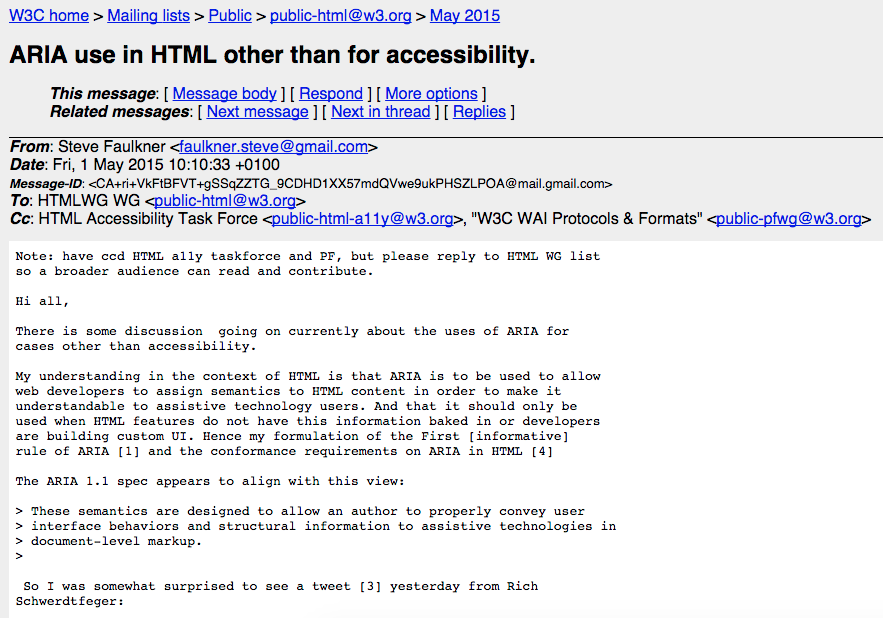 W3C home > Mailing lists > Public > public-html@w3.org > May 2015
ARIA use in HTML other than for accessibility.
This message: [ Message body ] [ Respond ] [ More options ]
Related messages: [ Next message ] [ Next in thread ] [ Replies ]
From: Steve Faulkner <faulkner.steve@gmail.com>
Date: Fri, 1 May 2015 10:10:33 +0100
Message-ID: <CA+ri+VkFtBFVT+gSSqZZTG_9CDHD1XX57mdQVwe9ukPHSZLPOA@mail.gmail.com>
To: HTMLWG WG <public-html@w3.org>
Cc: HTML Accessibility Task Force <public-html-a11y@w3.org>, "W3C WAI Protocols & Formats" <public-pfwg@w3.org>
Note: have ccd HTML a11y taskforce and PF, but please reply to HTML WG list
so a broader audience can read and contribute.
Hi all,
There is some discussion  going on currently about the uses of ARIA for
cases other than accessibility.
My understanding in the context of HTML is that ARIA is to be used to allow
web developers to assign semantics to HTML content in order to make it
understandable to assistive technology users. And that it should only be
used when HTML features do not have this information baked in or developers
are building custom UI. Hence my formulation of the First [informative]
rule of ARIA [1] and the conformance requirements on ARIA in HTML [4]
The ARIA 1.1 spec appears to align with this view:
> These semantics are designed to allow an author to properly convey user
> interface behaviors and structural information to assistive technologies in
> document-level markup.
>
So I was somewhat surprised to see a tweet [3] yesterday from Rich
Schwerdtfeger: